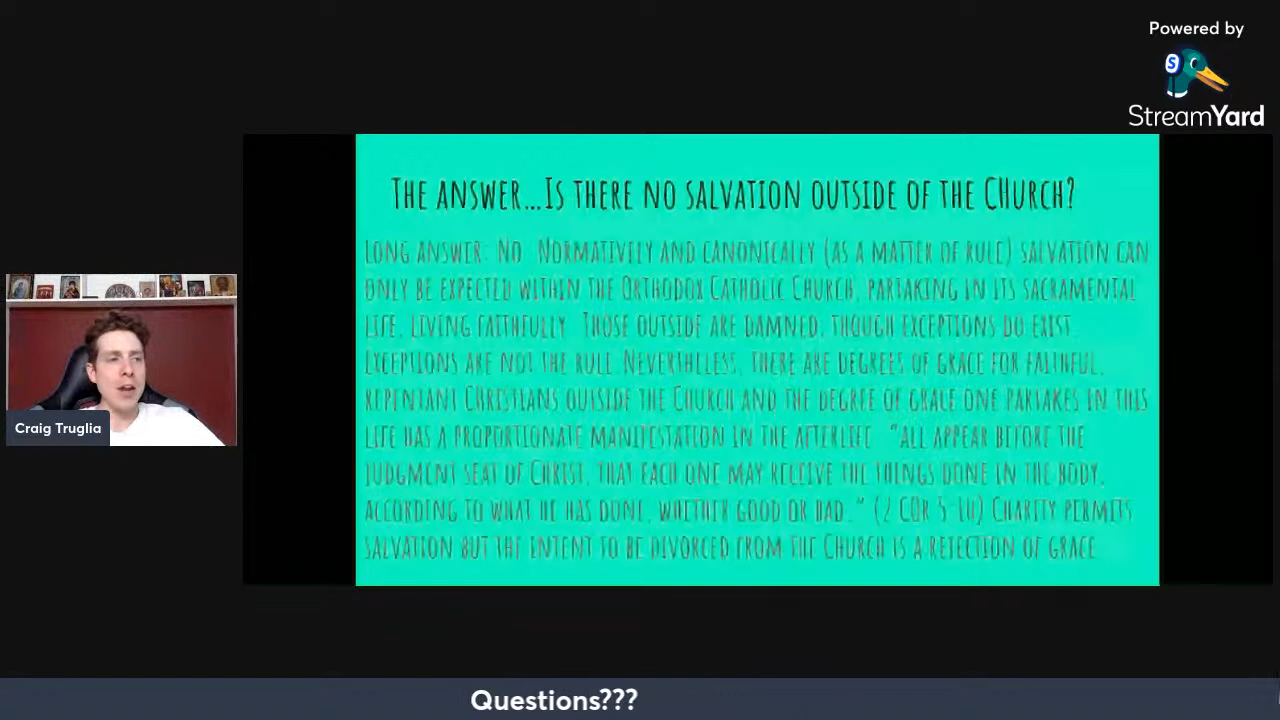 Powered by
StreamYard
THE ANSWER...IS THERE NO SALVATION OUTSIDE OF THE CHURCH?
LONG ANSWER: NO. NORMATIVELY AND CANONICALLY (AS A MATTER OF RULE) SALVATION CAN
ONLY BE EXPECTED WITHIN THE ORTHODOX CATHOLIC CHURCH, PARTAKING IN ITS SACRAMENTAL
LIFE, LIVING FAITHFULLY. THOSE OUTSIDE ARE DAMNED, THOUGH EXCEPTIONS DO EXIST.
EXCEPTIONS ARE NOT THE RULE. NEVERTHELESS, THERE ARE DEGREES OF GRACE FOR FAITHFUL,
REPENTANT CHRISTIANS OUTSIDE THE CHURCH AND THE DEGREE OF GRACE ONE PARTAKES IN THIS
LIFE HAS A PROPORTIONATE MANIFESTATION IN THE AFTERLIFE. "ALL APPEAR BEFORE THE
JUDGMENT SEAT OF CHRIST, THAT EACH ONE MAY RECEIVE THE THINGS DONE IN THE BODY,
ACCORDING TO WHAT HE HAS DONE, WHETHER GOOD OR BAD." (2 COR 5:10) CHARITY PERMITS
SALVATION BUT THE INTENT TO BE DIVORCED FROM THE CHURCH IS A REJECTION OF GRACE.
Craig Truglia
Questions???